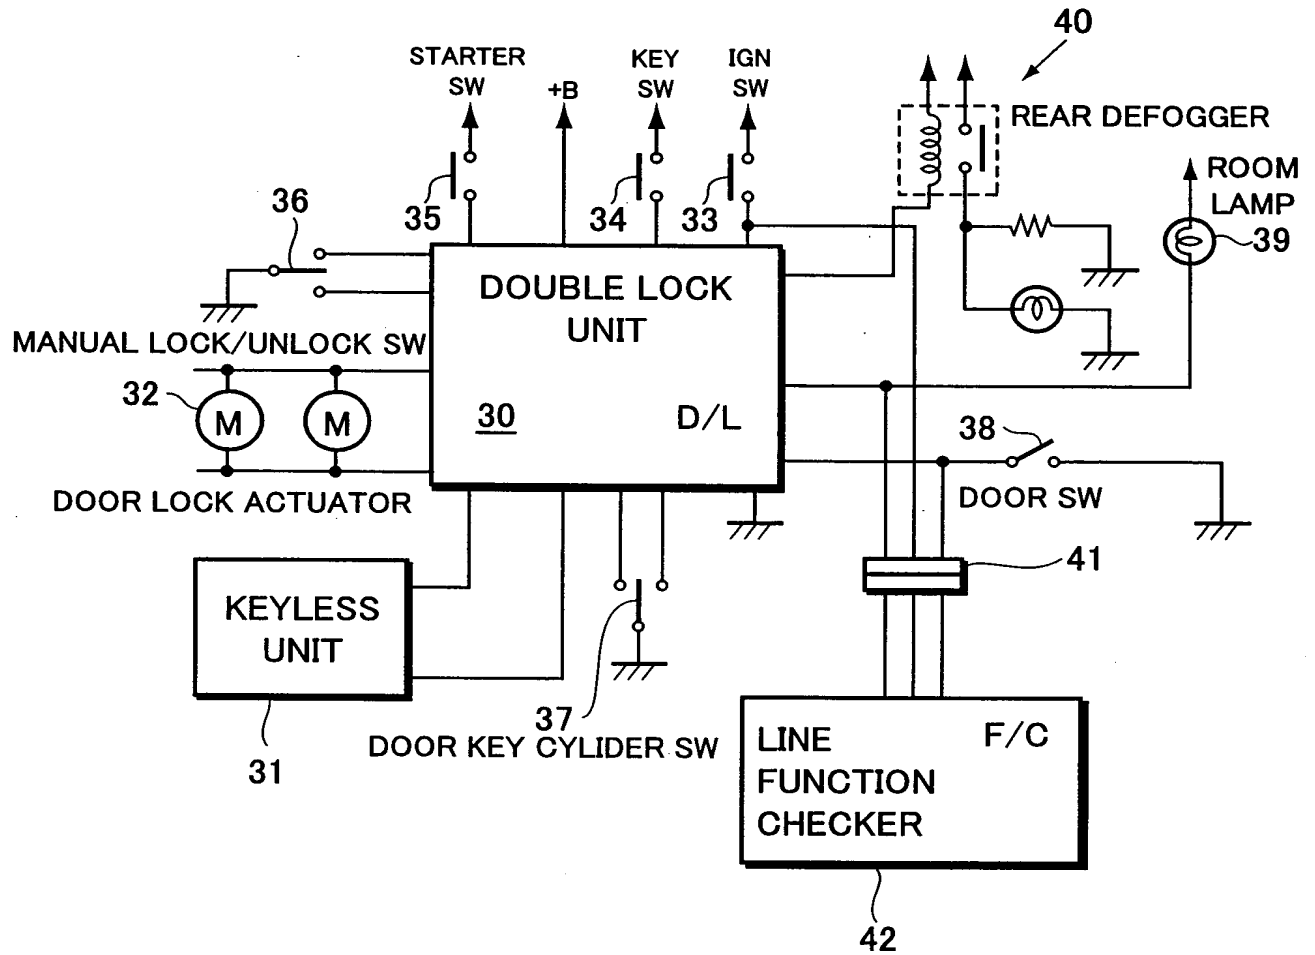 40
STARTER
SW
+B
KEY
SW
IGN
SW
REAR DEFOGGER
ROOM
LAMP
39
36
35
34
33
DOUBLE LOCK
UNIT
MANUAL LOCK/UNLOCK SW
32
M
M
30
D/L
38
DOOR SW
DOOR LOCK ACTUATOR
41
KEYLESS
UNIT
37
DOOR KEY CYLIDER SW
31
LINE
FUNCTION
CHECKER
F/C
42